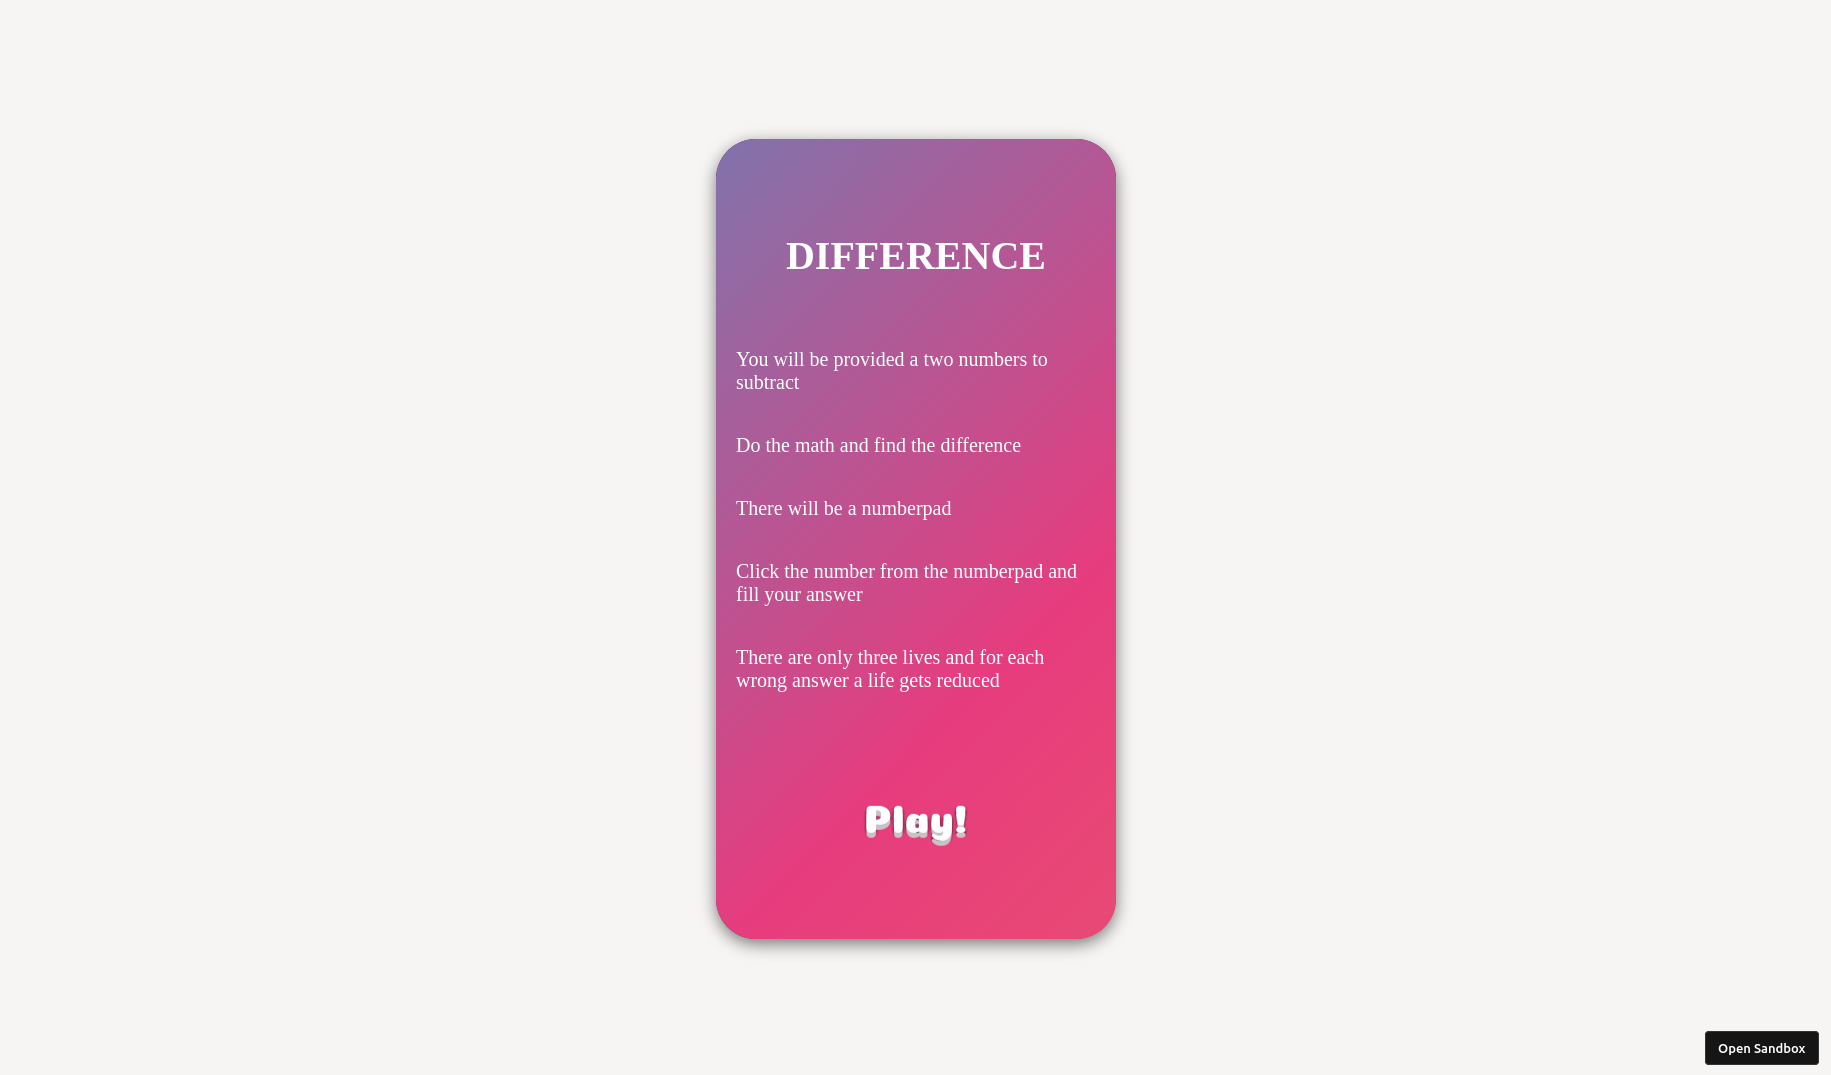 DIFFERENCE
You will be provided a two numbers to
subtract
Do the math and find the difference
There will be a numberpad
Click the number from the numberpad and
fill your answer
There are only three lives and for each
wrong answer a life gets reduced
Play!
Open Sandbox